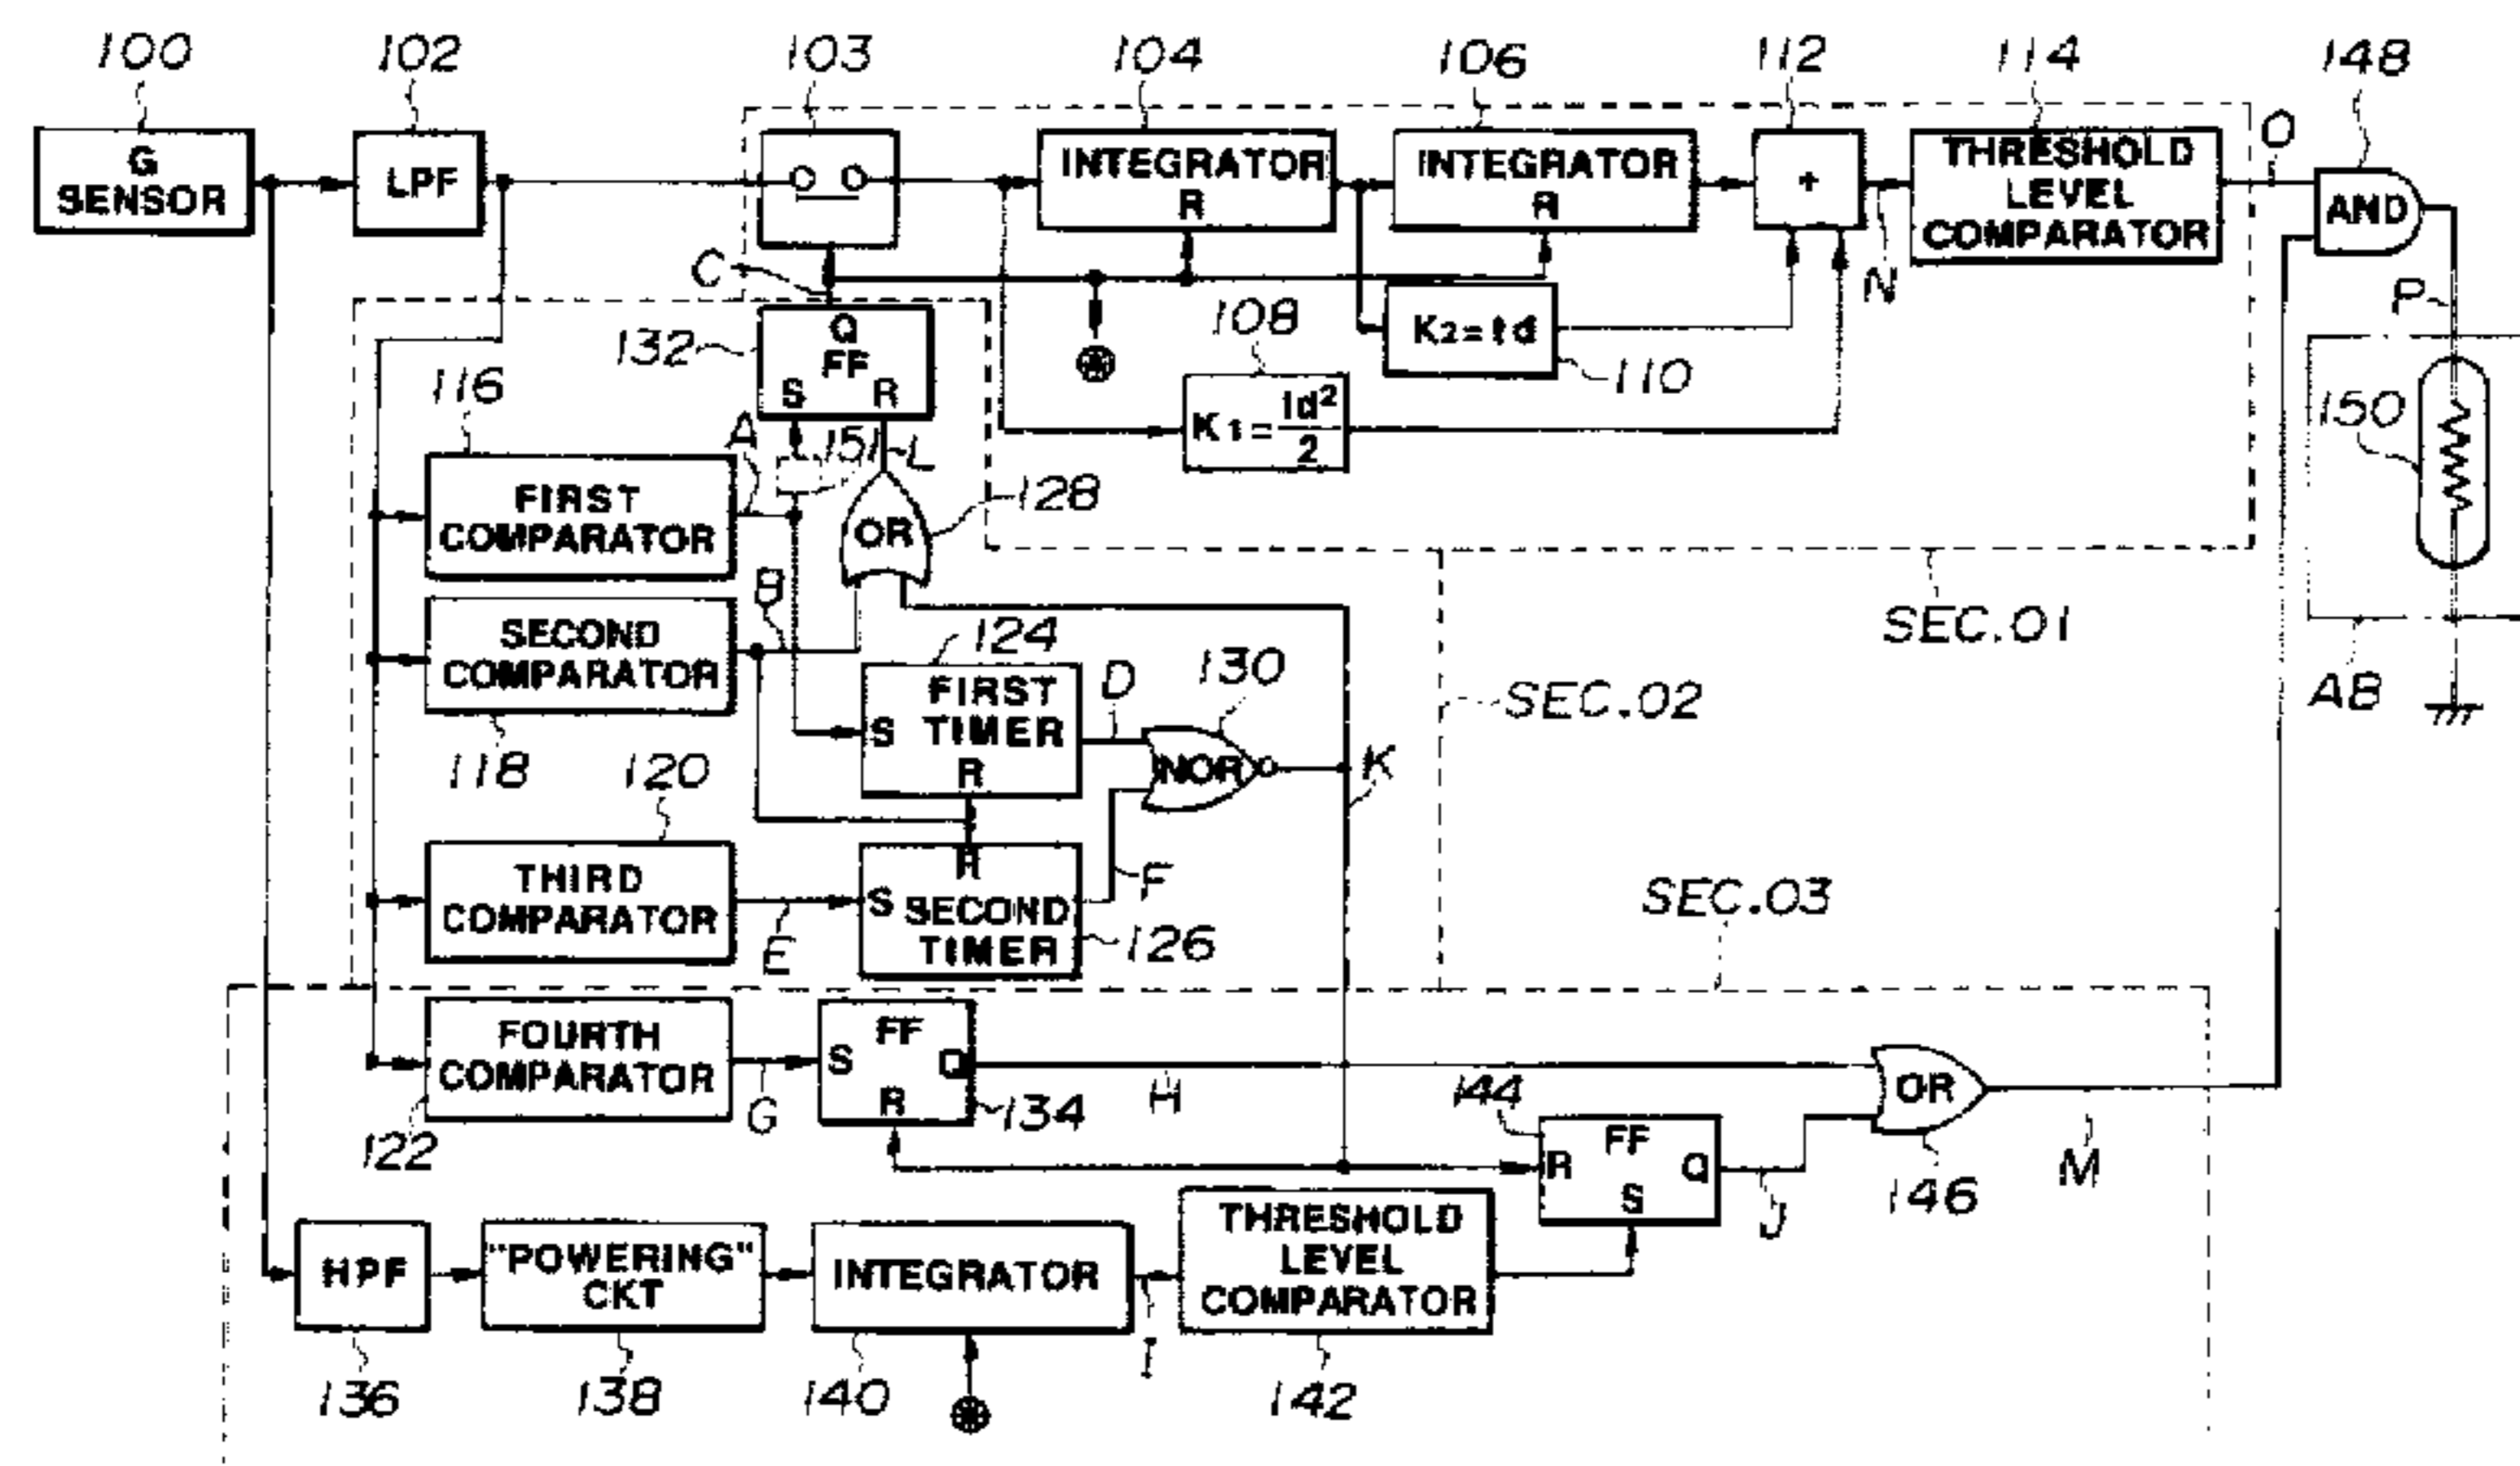 100
102
103
104
106
112
114
148
G
SENSOR
LPF
INTEGRATOR
R
INTEGRATOR
R
+
THRESHOLD
LEVEL
COMPARATOR
O
AND
C
N
P
132
Q
FF
S R
108
K2=td
110
K1=td²/2
116
A
151
L
150
FIRST
COMPARATOR
OR
128
SECOND
COMPARATOR
B
118
124
FIRST
TIMER
S
R
D
130
NOR
K
SEC.01
SEC.02
A8
120
THIRD
COMPARATOR
E
R
S SECOND
TIMER
F
126
SEC.03
FOURTH
COMPARATOR
122
G
FF
S Q
R
134
H
144
FF
R Q
S
J
OR
146
M
HPF
136
"POWERING"
CKT
138
INTEGRATOR
140
I
THRESHOLD
LEVEL
COMPARATOR
142